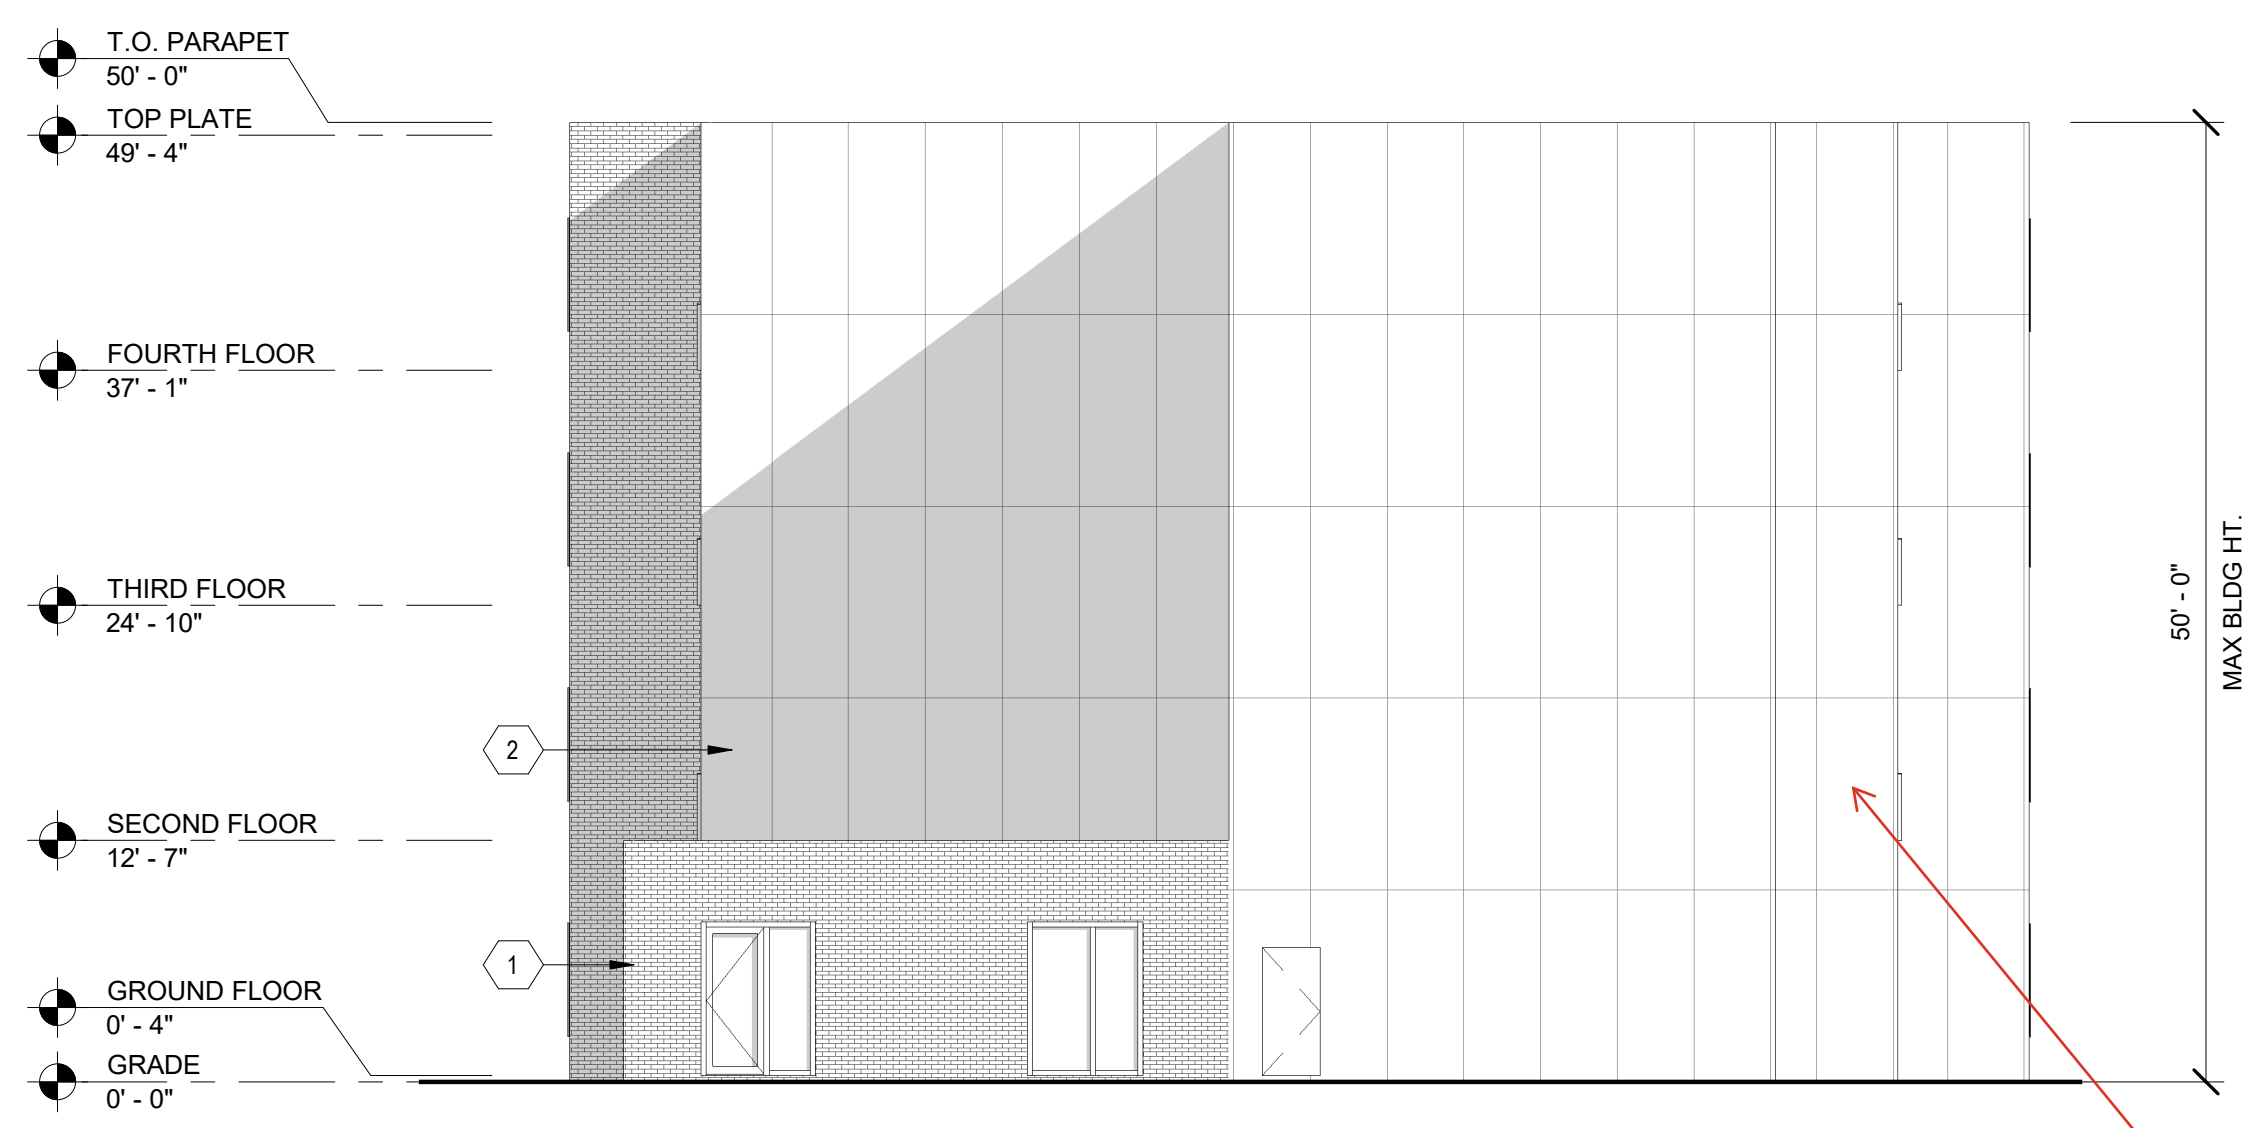 T.O. PARAPET
50' - 0"
TOP PLATE
49' - 4"
FOURTH FLOOR
37' - 1"
THIRD FLOOR
24' - 10"
2
SECOND FLOOR
12' - 7"
1
GROUND FLOOR
0' - 4"
GRADE
0' - 0"
50' - 0"
MAX BLDG HT.